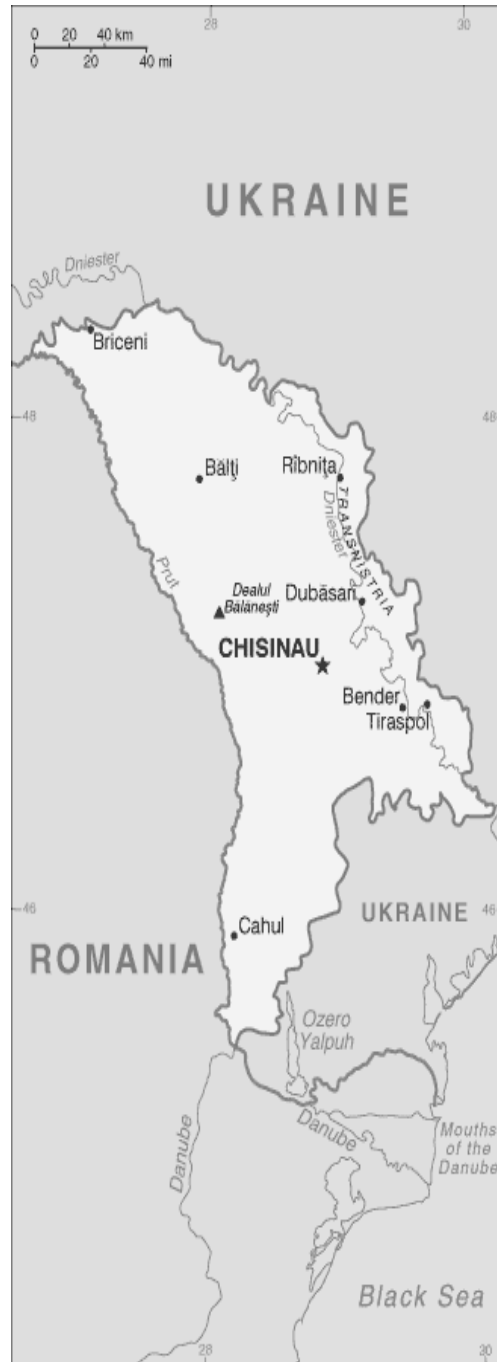 28
30
0 20 40 km
0 20 40 mi
UKRAINE
Dniester
Briceni
48
48
Bălţi
Rîbniţa
TRANSNISTRIA
Dniester
Prut
Dealul
Bălăneşti
Dubăsari
CHISINAU
Bender
Tiraspol
46
46
UKRAINE
Cahul
ROMANIA
Ozero
Yalpuh
Danube
Mouths
of the
Danube
Danube
Black Sea
28
30